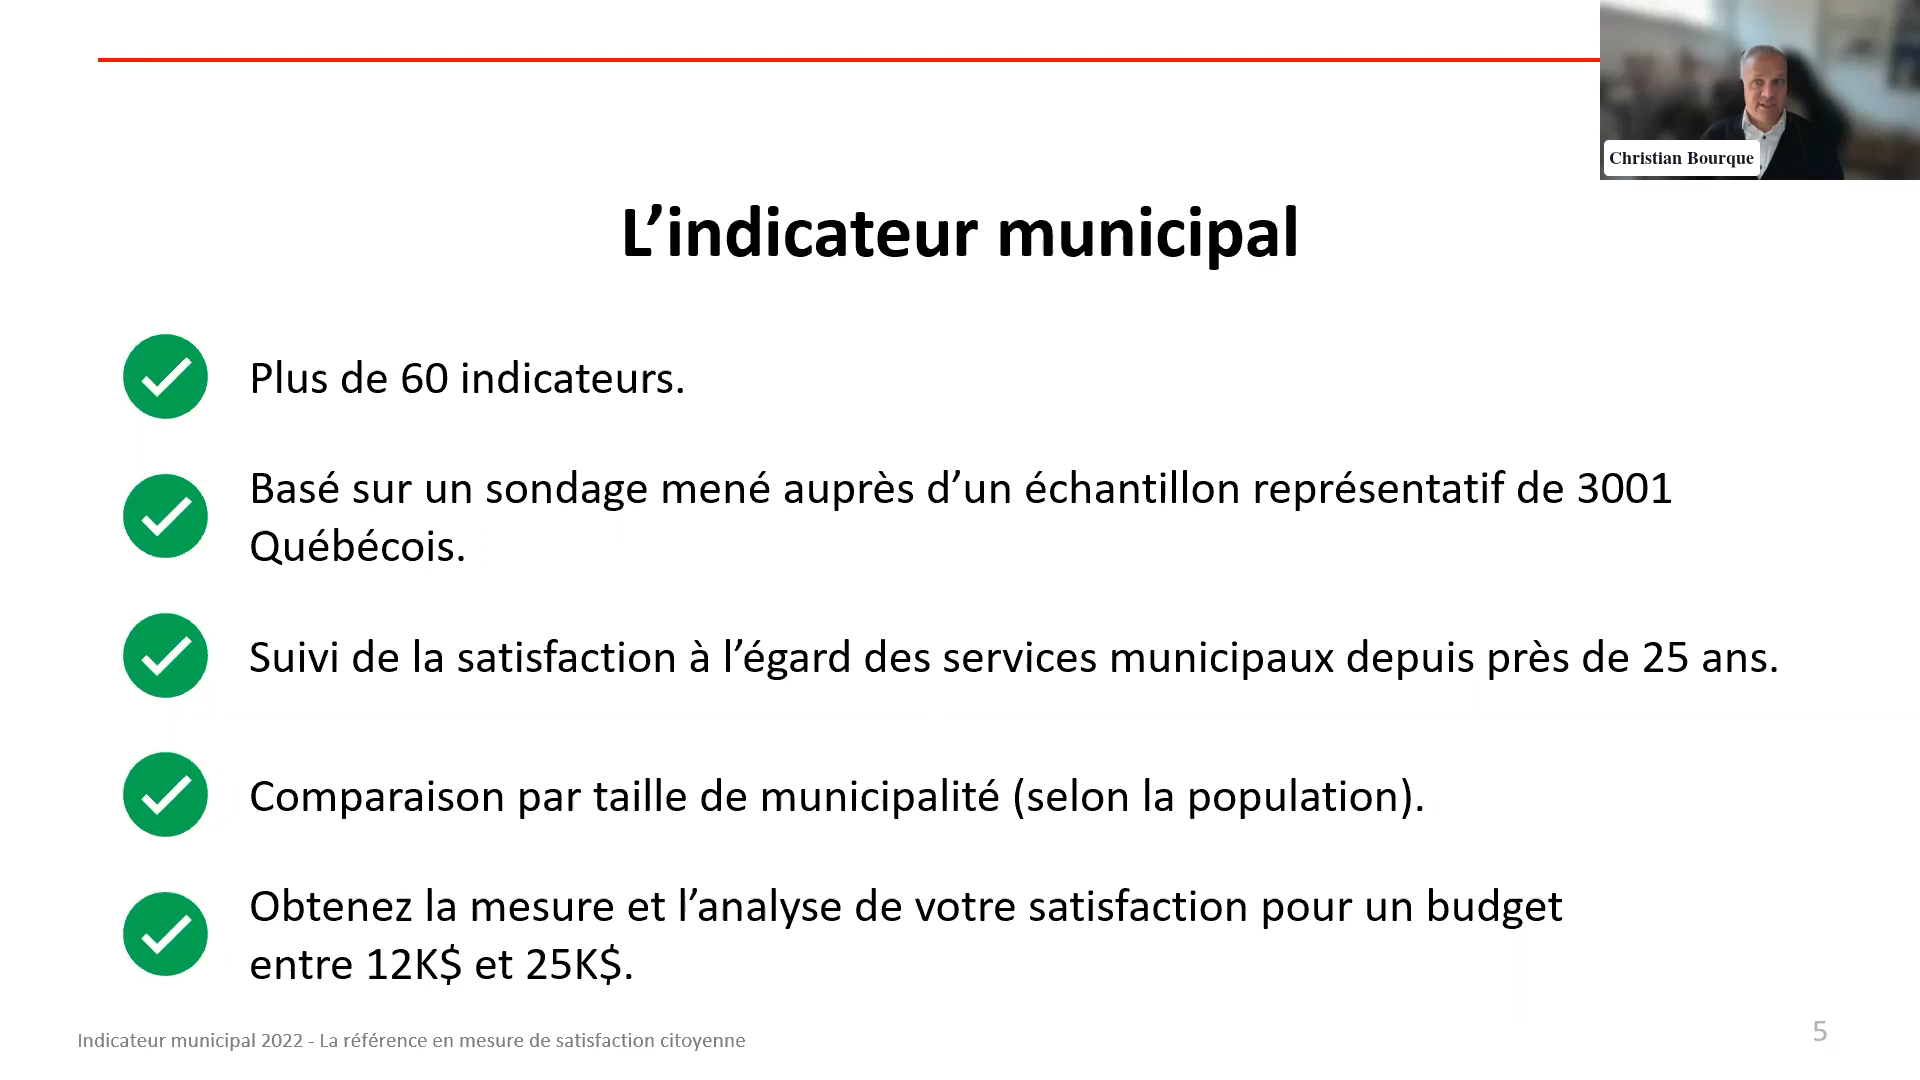 Christian Bourque
L’indicateur municipal
Plus de 60 indicateurs.
Basé sur un sondage mené auprès d’un échantillon représentatif de 3001
Québécois.
Suivi de la satisfaction à l’égard des services municipaux depuis près de 25 ans.
Comparaison par taille de municipalité (selon la population).
Obtenez la mesure et l’analyse de votre satisfaction pour un budget
entre 12K$ et 25K$.
Indicateur municipal 2022 - La référence en mesure de satisfaction citoyenne
5